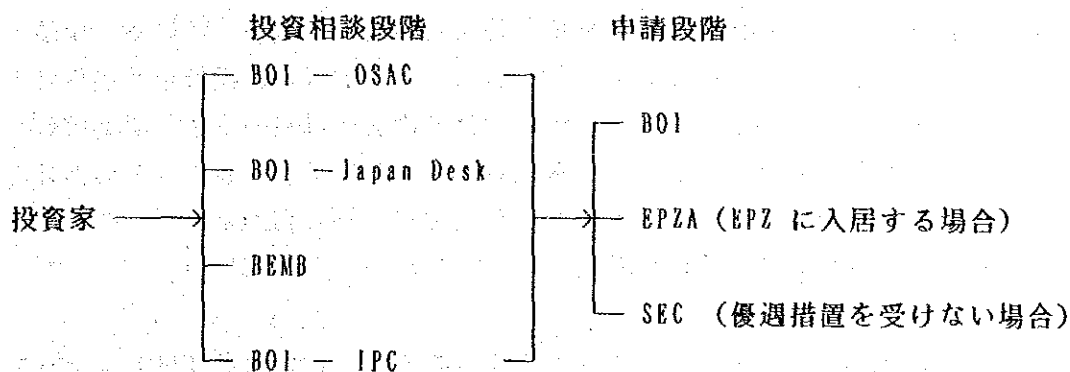 投資相談段階 申請段階
BOI － OSAC
BOI
BOI －Japan Desk
投資家 EPZA（EPZ に入居する場合）
BEMB
SEC （優遇措置を受けない場合）
BOI － IPC